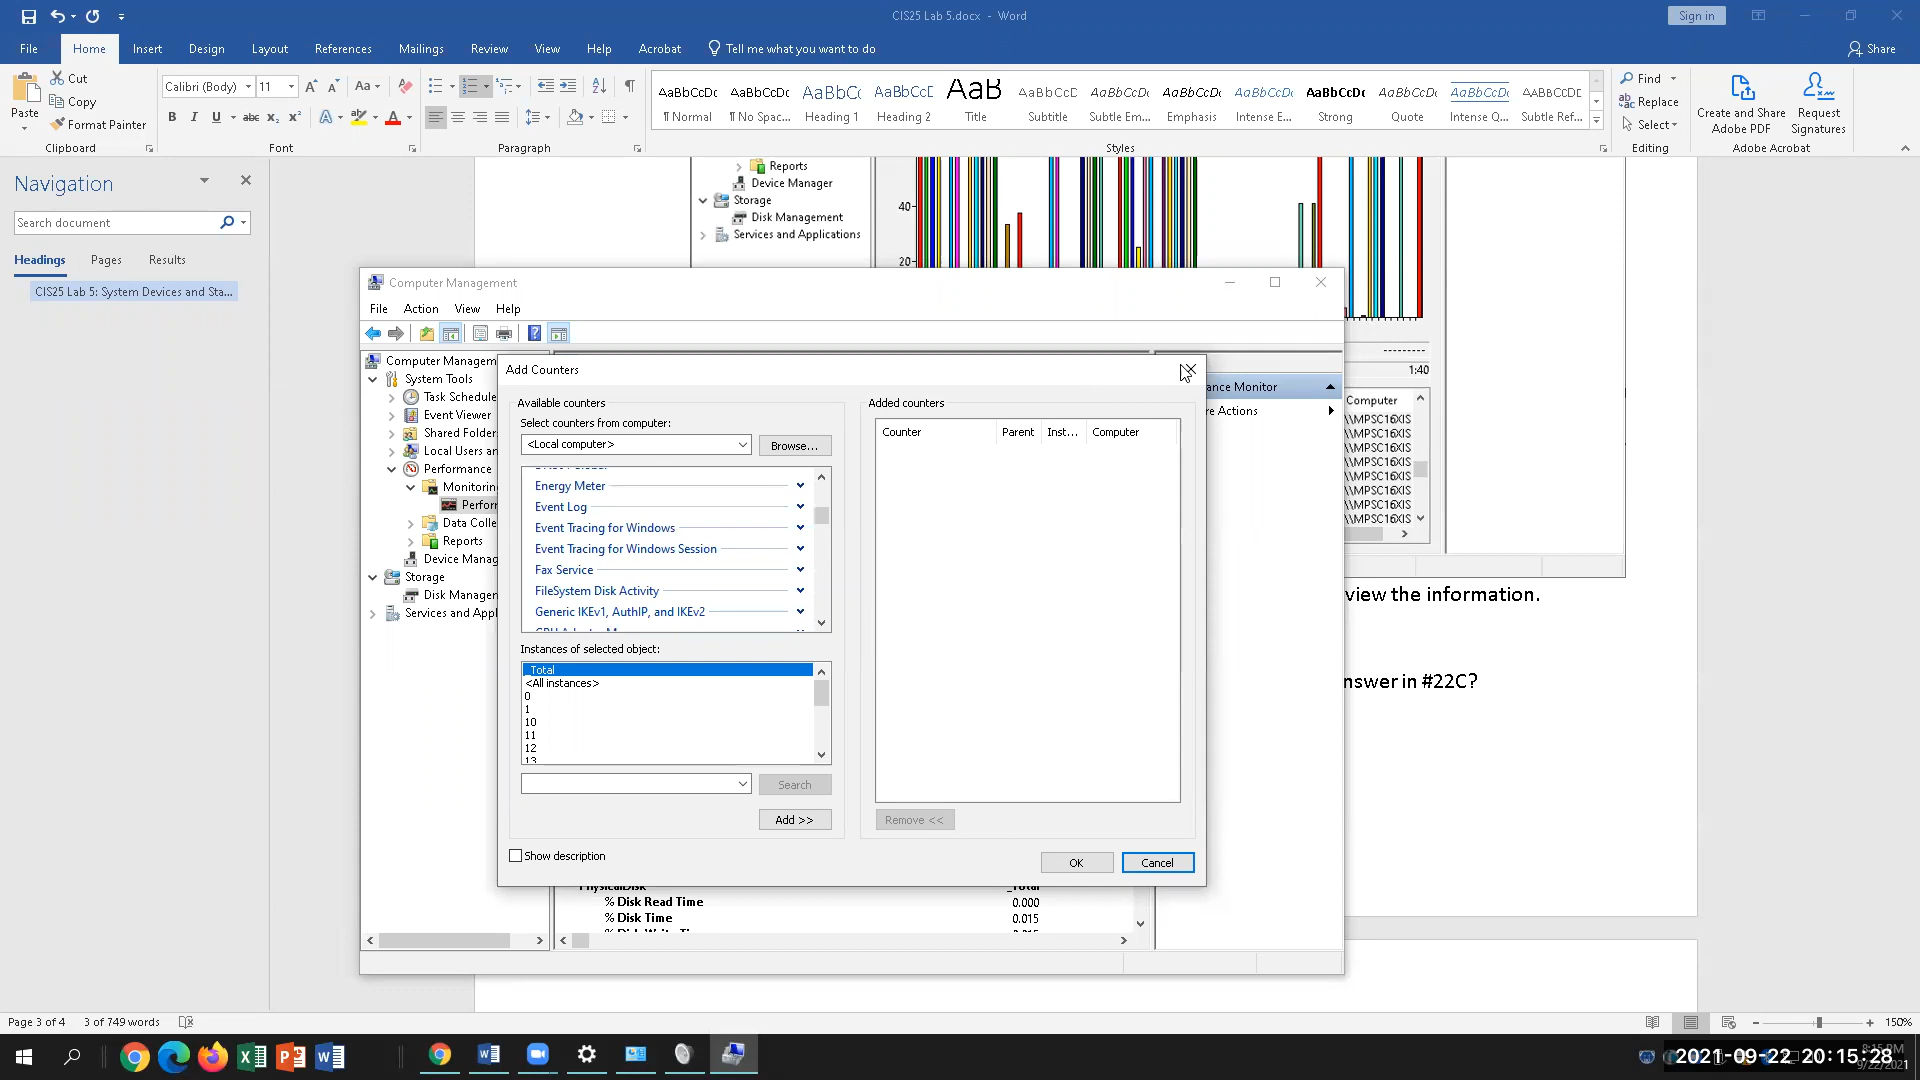 CIS25 Lab 5.docx - Word
Sign in
File Home Insert Design Layout References Mailings Review View Help Acrobat Tell me what you want to do
Share
Paste
Cut
Copy
Format Painter
Clipboard
Calibri (Body) 11
Font
Paragraph
AaBbCcDc ¶ Normal
AaBbCcDc ¶ No Spac...
AaBbCc Heading 1
AaBbCcC Heading 2
AaB Title
AaBbCcC Subtitle
AaBbCcDc Subtle Em...
AaBbCcDc Emphasis
AaBbCcDc Intense E...
AaBbCcDc Strong
AaBbCcDc Quote
AaBbCcDc Intense Q...
AABBCCDC Subtle Ref...
Styles
Find
Replace
Select
Editing
Create and Share Adobe PDF
Request Signatures
Adobe Acrobat
Navigation
Search document
Headings Pages Results
CIS25 Lab 5: System Devices and Sta...
Reports
Device Manager
Storage
Disk Management
Services and Applications
40
20
1:40
Computer
\\MPSC16XIS
\\MPSC16XIS
\\MPSC16XIS
\\MPSC16XIS
\\MPSC16XIS
\\MPSC16XIS
\\MPSC16XIS
\\MPSC16XIS
view the information.
nswer in #22C?
Computer Management
File Action View Help
Computer Managem
System Tools
Task Schedule
Event Viewer
Shared Folder
Local Users an
Performance
Monitorin
Perfor
Data Colle
Reports
Device Manag
Storage
Disk Managem
Services and Appl
ance Monitor
re Actions
Add Counters
Available counters
Select counters from computer:
<Local computer>
Browse...
Energy Meter
Event Log
Event Tracing for Windows
Event Tracing for Windows Session
Fax Service
FileSystem Disk Activity
Generic IKEv1, AuthIP, and IKEv2
Instances of selected object:
_Total
<All instances>
0
1
10
11
12
13
Search
Add >>
Show description
Added counters
Counter Parent Inst... Computer
Remove <<
OK
Cancel
PhysicalDisk _Total
% Disk Read Time 0.000
% Disk Time 0.015
Page 3 of 4 3 of 749 words
150%
2021-09-22 20:15:28